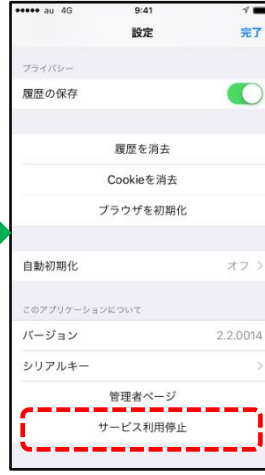 ●●●●● au 4G 9:41
設定 完了
プライバシー
履歴の保存
履歴を消去
Cookieを消去
ブラウザを初期化
自動初期化 オフ
このアプリケーションについて
バージョン 2.2.0014
シリアルキー
管理者ページ
サービス利用停止